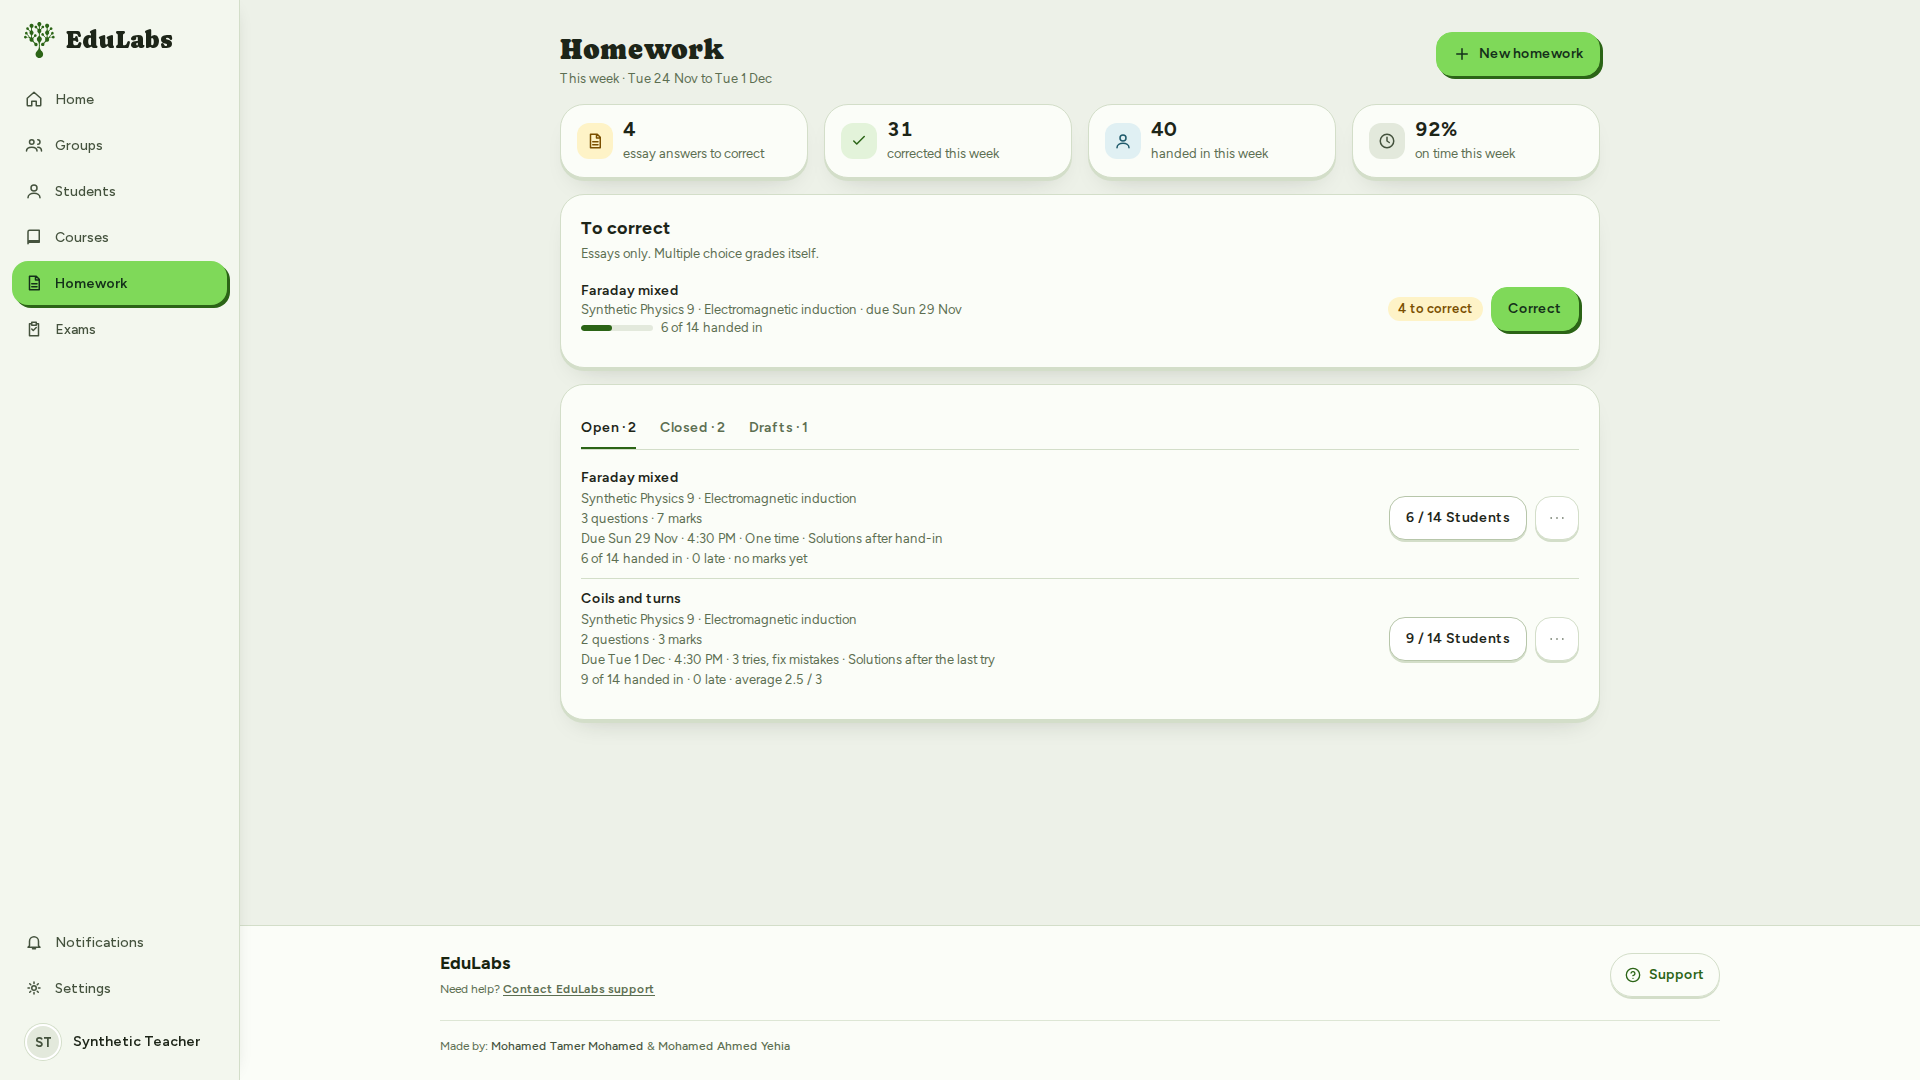 EduLabs
Home
Groups
Students
Courses
Homework
Exams
Notifications
Settings
ST
Synthetic Teacher
Homework
This week · Tue 24 Nov to Tue 1 Dec
New homework
4
essay answers to correct
31
corrected this week
40
handed in this week
92%
on time this week
To correct
Essays only. Multiple choice grades itself.
Faraday mixed
Synthetic Physics 9 · Electromagnetic induction · due Sun 29 Nov
6 of 14 handed in
4 to correct
Correct
Open · 2
Closed · 2
Drafts · 1
Faraday mixed
Synthetic Physics 9 · Electromagnetic induction
3 questions · 7 marks
Due Sun 29 Nov · 4:30 PM · One time · Solutions after hand-in
6 of 14 handed in · 0 late · no marks yet
6 / 14 Students
...
Coils and turns
Synthetic Physics 9 · Electromagnetic induction
2 questions · 3 marks
Due Tue 1 Dec · 4:30 PM · 3 tries, fix mistakes · Solutions after the last try
9 of 14 handed in · 0 late · average 2.5 / 3
9 / 14 Students
...
EduLabs
Need help? Contact EduLabs support
Support
Made by: Mohamed Tamer Mohamed & Mohamed Ahmed Yehia